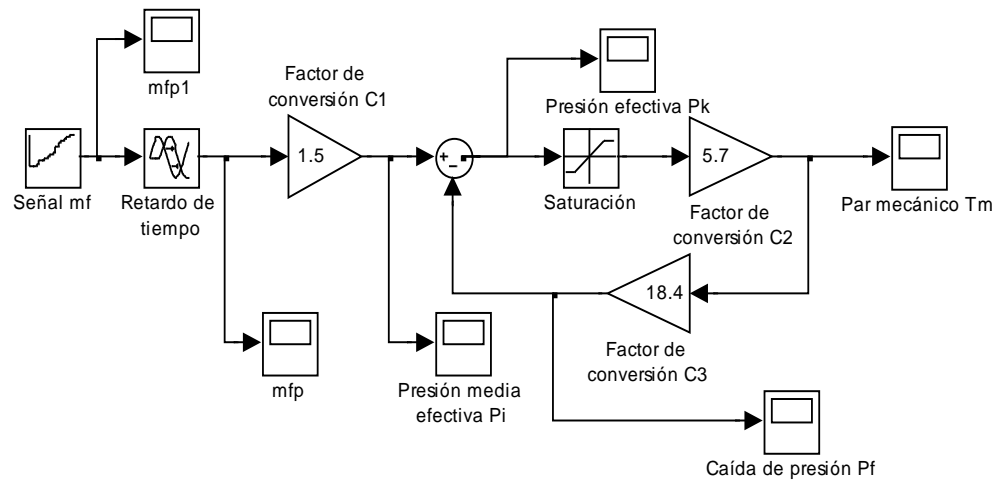 mfp1
Factor de
conversión C1
Presión efectiva Pk
1.5
+
-
5.7
Señal mf
Retardo de
tiempo
Saturación
Factor de
conversión C2
Par mecánico Tm
18.4
Factor de
conversión C3
mfp
Presión media
efectiva Pi
Caída de presión Pf